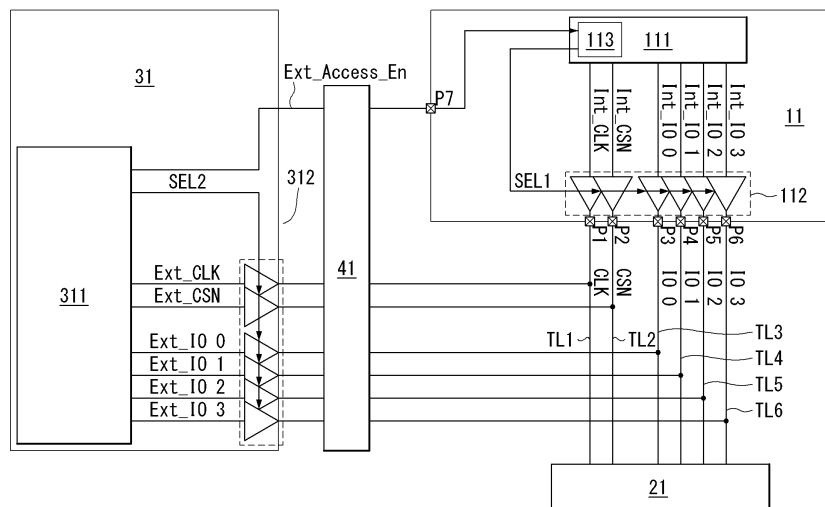 31
Ext_Access_En
P7
113
111
11
Int_CLK
Int_CSN
Int_IO 0
Int_IO 1
Int_IO 2
Int_IO 3
SEL1
112
SEL2
312
P1
P2
P3
P4
P5
P6
41
311
Ext_CLK
Ext_CSN
CLK
CSN
IO 0
IO 1
IO 2
IO 3
Ext_IO 0
Ext_IO 1
Ext_IO 2
Ext_IO 3
TL1
TL2
TL3
TL4
TL5
TL6
21